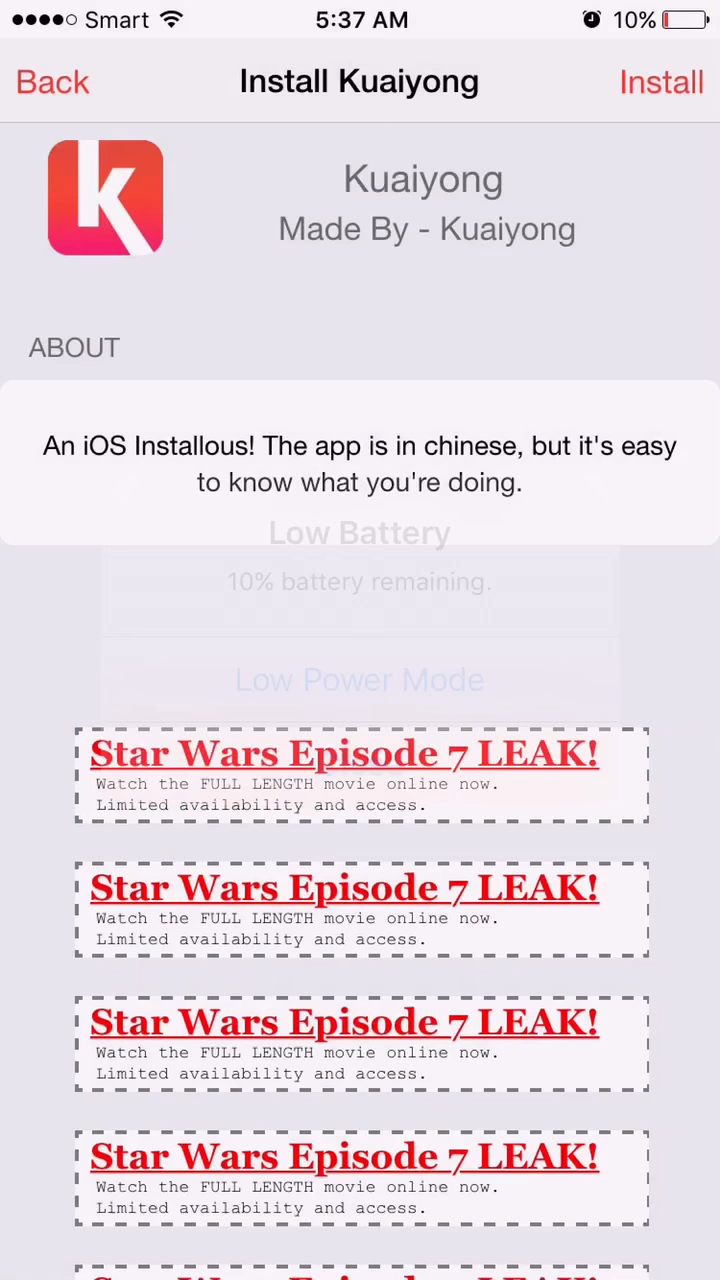 Smart 5:37 AM 10%
Back Install Kuaiyong Install
Kuaiyong
Made By - Kuaiyong
ABOUT
An iOS Installous! The app is in chinese, but it's easy
to know what you're doing.
Low Battery
10% battery remaining.
Low Power Mode
Star Wars Episode 7 LEAK!
Watch the FULL LENGTH movie online now.
Limited availability and access.
Star Wars Episode 7 LEAK!
Watch the FULL LENGTH movie online now.
Limited availability and access.
Star Wars Episode 7 LEAK!
Watch the FULL LENGTH movie online now.
Limited availability and access.
Star Wars Episode 7 LEAK!
Watch the FULL LENGTH movie online now.
Limited availability and access.